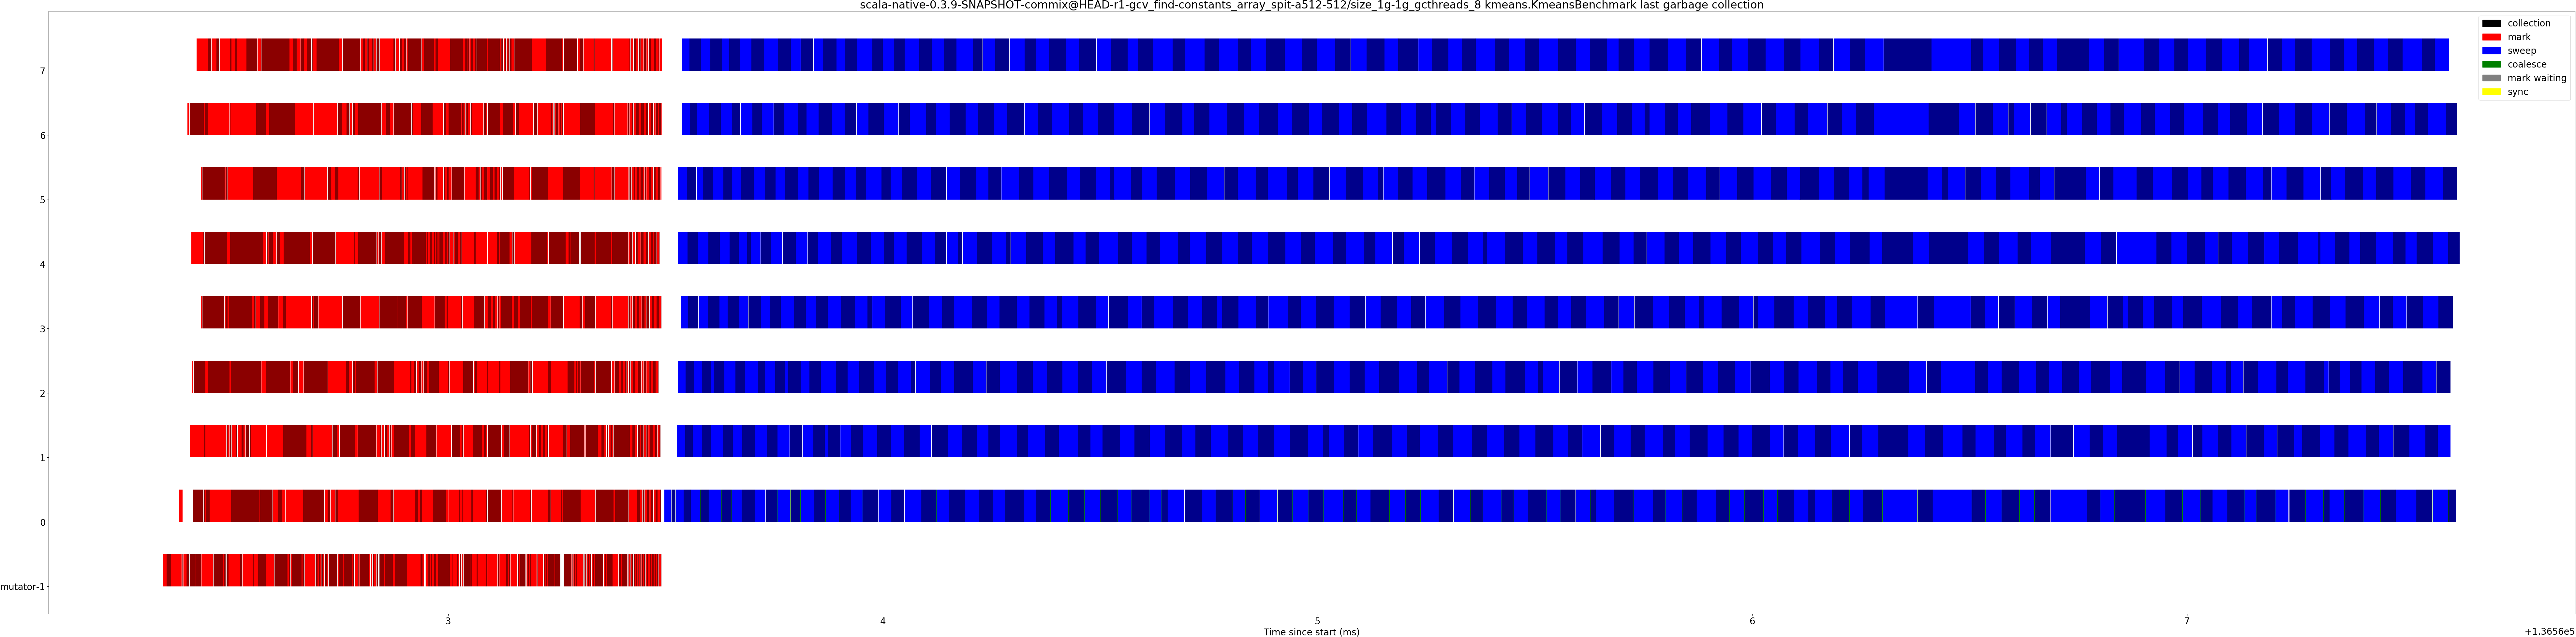 scala-native-0.3.9-SNAPSHOT-commix@HEAD-r1-gcv_find-constants_array_spit-a512-512/size_1g-1g_gcthreads_8 kmeans.KmeansBenchmark last garbage collection
collection
mark
sweep
coalesce
mark waiting
sync
7
6
5
4
3
2
1
0
mutator-1
3 4 5 6 7
Time since start (ms)
+1.3656e5